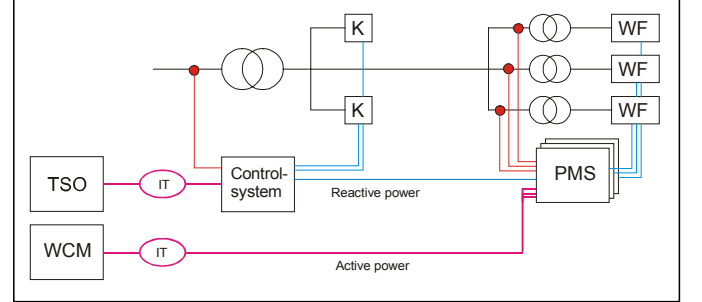 K
WF
WF
K
WF
TSO
IT
Control-
system
PMS
Reactive power
WCM
IT
Active power